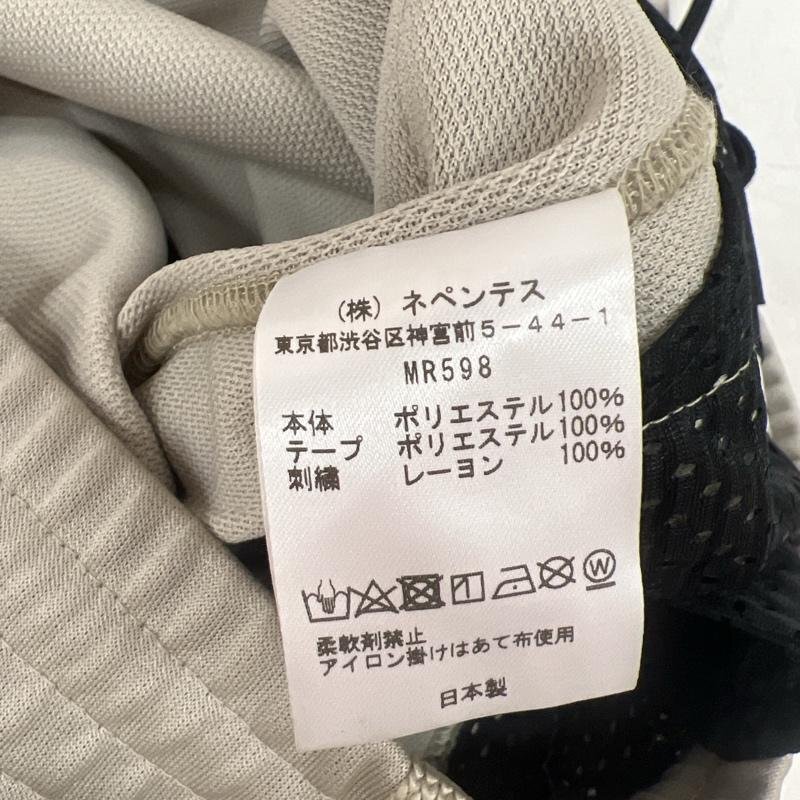 (株) ネペンテス
東京都渋谷区神宮前5-44-1
MR598
本体 ポリエステル100%
テープ ポリエステル100%
刺繍 レーヨン 100%
W
柔軟剤禁止
アイロン掛けはあて布使用
日本製